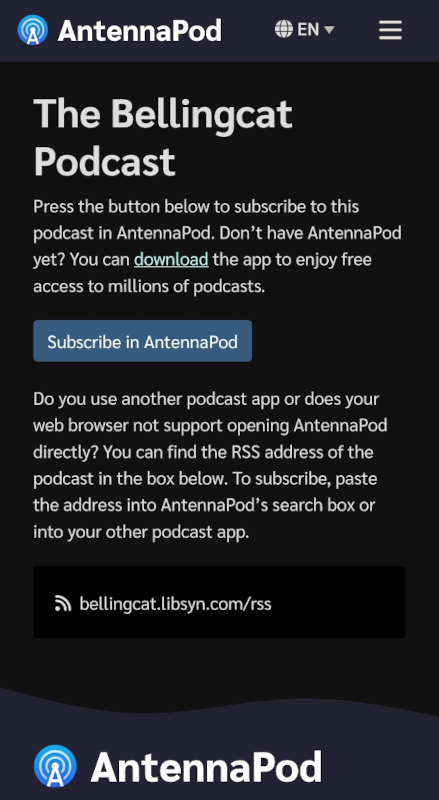 AntennaPod
EN
The Bellingcat
Podcast
Press the button below to subscribe to this
podcast in AntennaPod. Don’t have AntennaPod
yet? You can download the app to enjoy free
access to millions of podcasts.
Subscribe in AntennaPod
Do you use another podcast app or does your
web browser not support opening AntennaPod
directly? You can find the RSS address of the
podcast in the box below. To subscribe, paste
the address into AntennaPod’s search box or
into your other podcast app.
bellingcat.libsyn.com/rss
AntennaPod